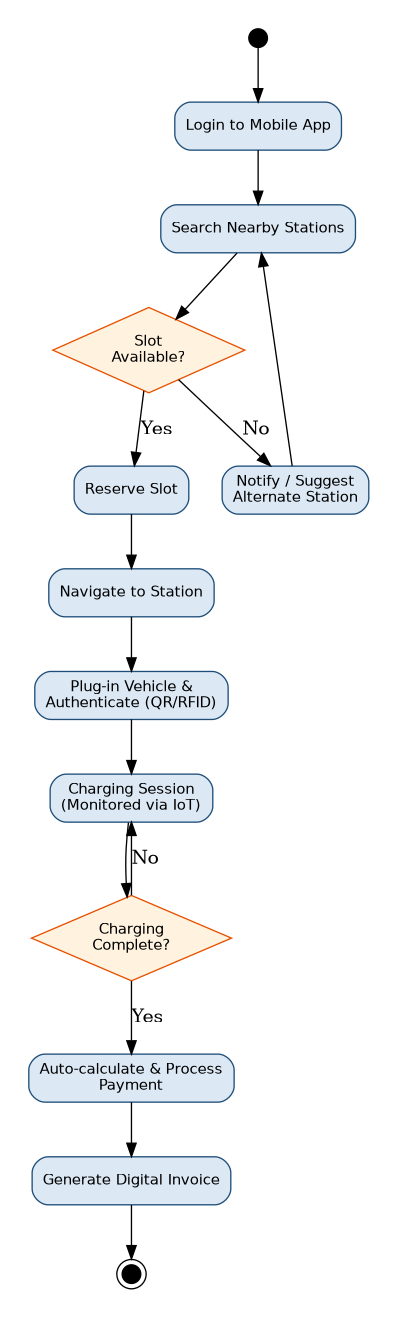 Login to Mobile App
Search Nearby Stations
Slot
Available?
Yes
No
Reserve Slot
Notify / Suggest
Alternate Station
Navigate to Station
Plug-in Vehicle &
Authenticate (QR/RFID)
Charging Session
(Monitored via IoT)
No
Charging
Complete?
Yes
Auto-calculate & Process
Payment
Generate Digital Invoice